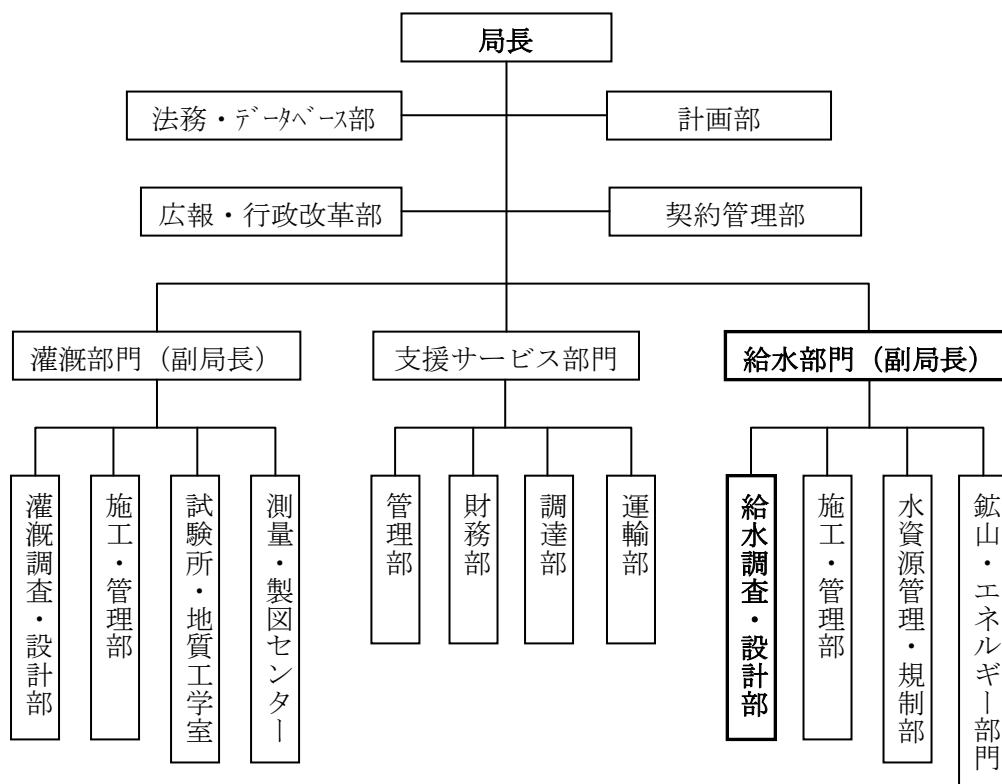 局長
法務・データベース部
計画部
広報・行政改革部
契約管理部
灌漑部門（副局長）
支援サービス部門
給水部門（副局長）
灌漑調査・設計部
施工・管理部
試験所・地質工学室
測量・製図センター
管理部
財務部
調達部
運輸部
給水調査・設計部
施工・管理部
水資源管理・規制部
鉱山・エネルギー部門